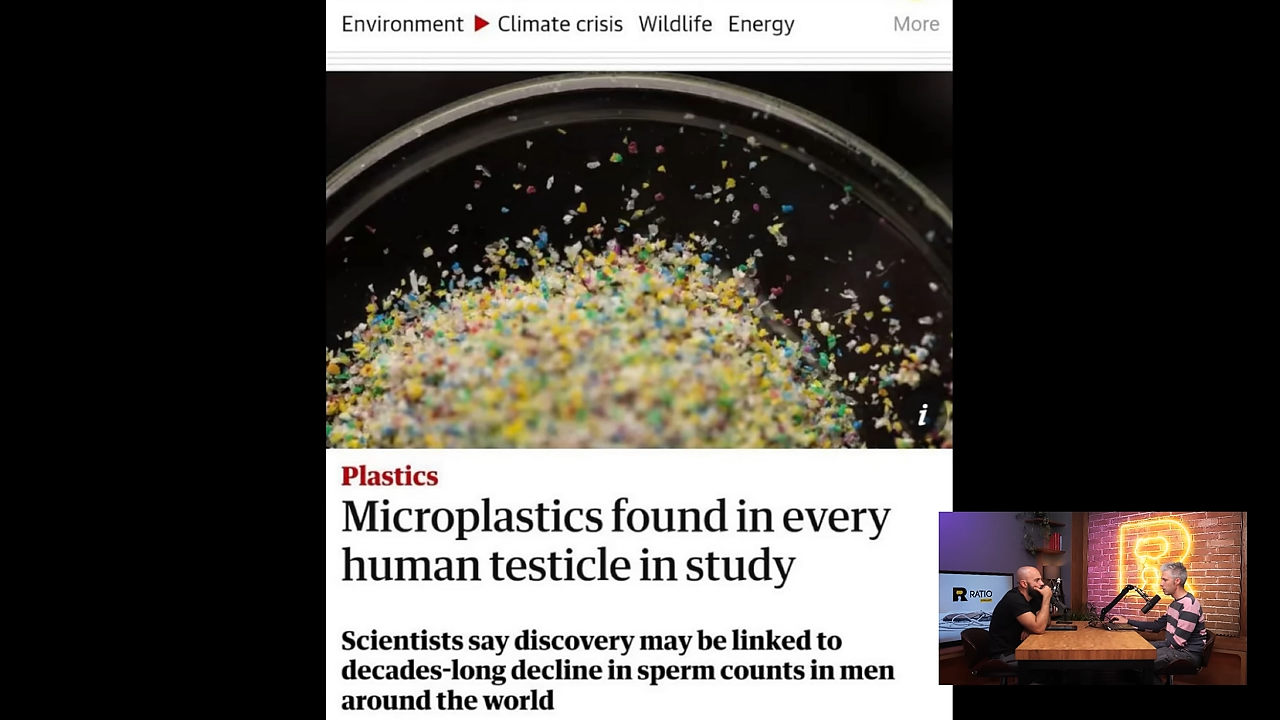 Environment Climate crisis Wildlife Energy More
i
Plastics
Microplastics found in every
human testicle in study
Scientists say discovery may be linked to
decades-long decline in sperm counts in men
around the world
R RATIO
R